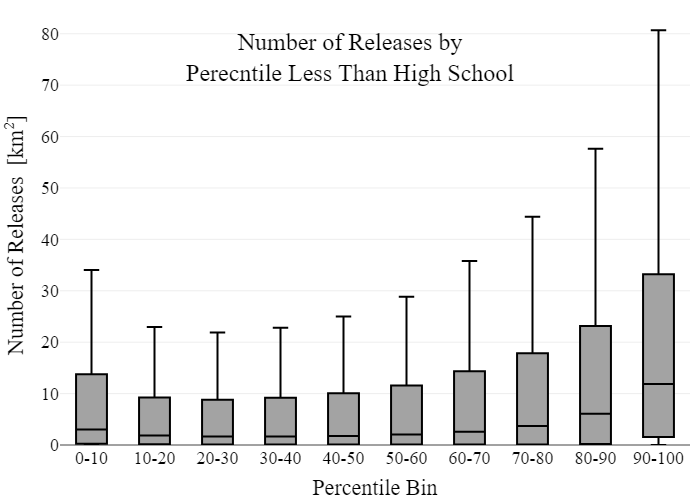 Number of Releases by
Perecntile Less Than High School
Number of Releases [km²]
80
70
60
50
40
30
20
10
0
0-10 10-20 20-30 30-40 40-50 50-60 60-70 70-80 80-90 90-100
Percentile Bin